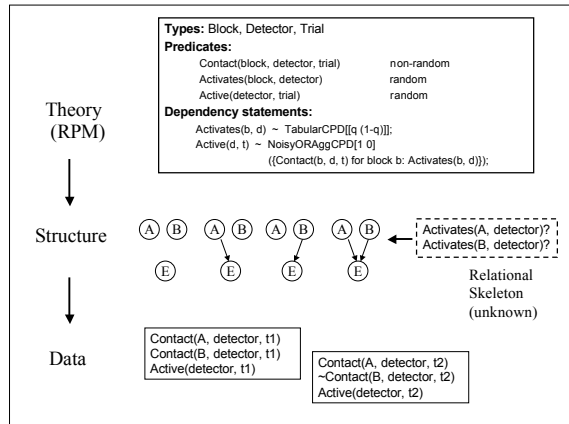 Types: Block, Detector, Trial
Predicates:
Contact(block, detector, trial) non-random
Activates(block, detector) random
Active(detector, trial) random
Dependency statements:
Activates(b, d) ~ TabularCPD[[q (1-q)]];
Active(d, t) ~ NoisyORAggCPD[1 0]
({Contact(b, d, t) for block b: Activates(b, d)});
Theory
(RPM)
Structure
A B A B A B A B
E E E E
Activates(A, detector)?
Activates(B, detector)?
Relational
Skeleton
(unknown)
Data
Contact(A, detector, t1)
Contact(B, detector, t1)
Active(detector, t1)
Contact(A, detector, t2)
~Contact(B, detector, t2)
Active(detector, t2)